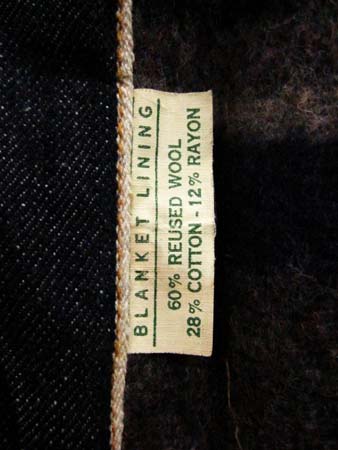 BLANKET LINING
60% REUSED WOOL
28% COTTON - 12% RAYON